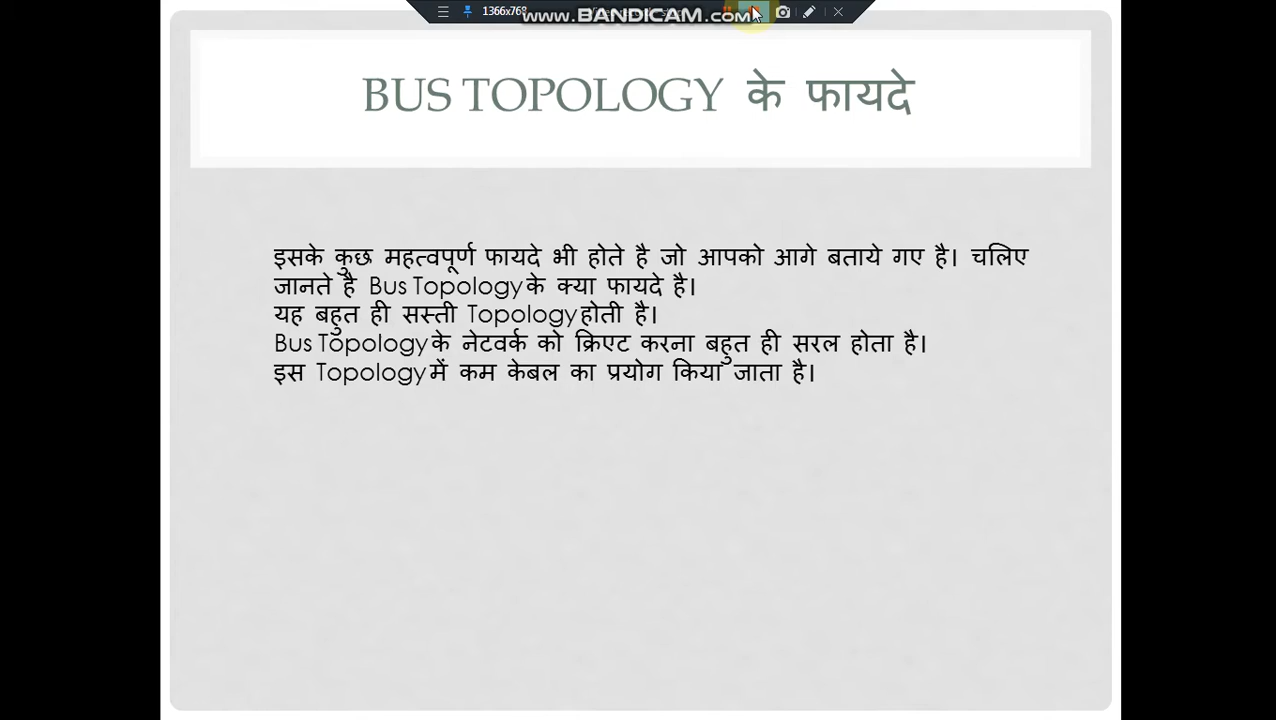 1366x768
www.BANDICAM.com
BUS TOPOLOGY के फायदे
इसके कुछ महत्वपूर्ण फायदे भी होते है जो आपको आगे बताये गए है। चलिए
जानते है Bus Topology के क्या फायदे है।
यह बहुत ही सस्ती Topology होती है।
Bus Topology के नेटवर्क को क्रिएट करना बहुत ही सरल होता है।
इस Topology में कम केबल का प्रयोग किया जाता है।